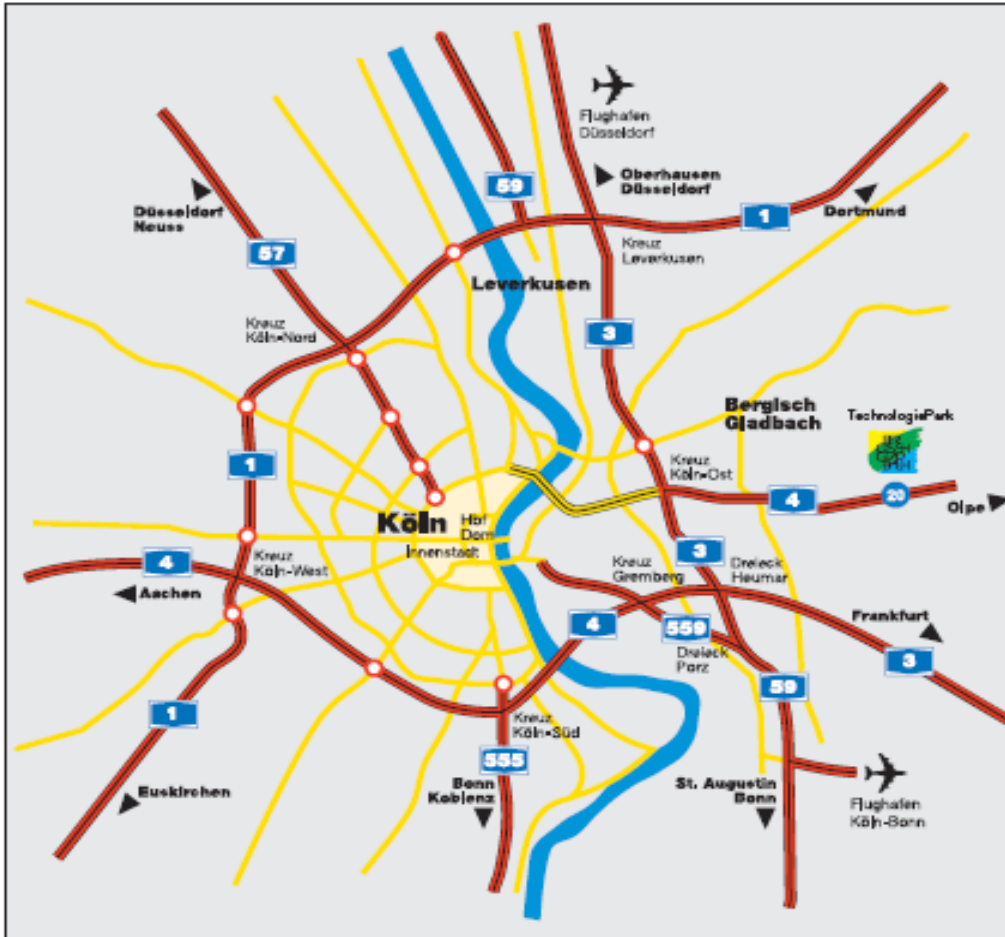 Flughafen
Düsseldorf
59
Oberhausen
Düsseldorf
1
Dortmund
Düsseldorf
Neuss
57
Kreuz
Leverkusen
Leverkusen
Kreuz
Köln-Nord
3
Bergisch
Gladbach
TechnologiePark
1
Kreuz
Köln-Ost
4
20
Olpe
Köln
Hbf
Dom
Innenstadt
4
Kreuz
Köln-West
Aachen
3
Kreuz
Gremberg
Dreieck
Heumar
4
559
Dreieck
Porz
Frankfurt
3
59
1
Kreuz
Köln-Süd
555
Euskirchen
Bonn
Koblenz
St. Augustin
Bonn
Flughafen
Köln-Bonn